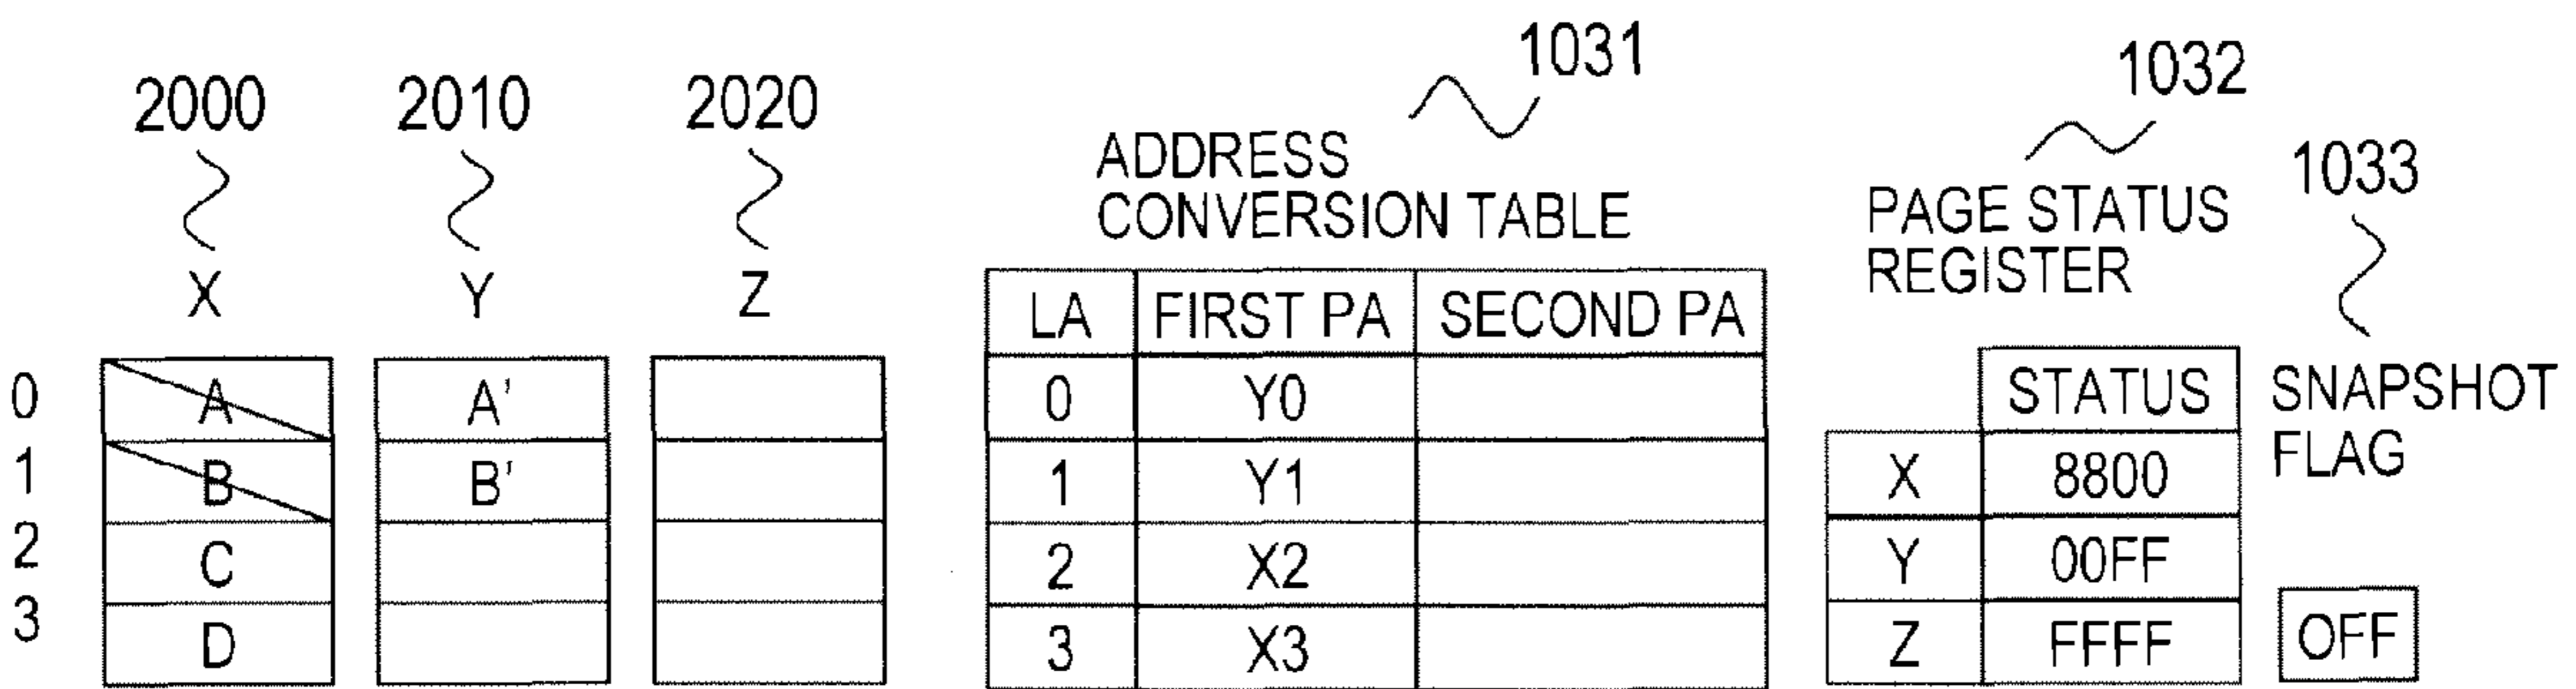 2000 2010 2020 1031 1032 1033
X Y Z
0 A A'
1 B B'
2 C
3 D
ADDRESS
CONVERSION TABLE
LA FIRST PA SECOND PA
0 Y0
1 Y1
2 X2
3 X3
PAGE STATUS
REGISTER
STATUS
X 8800
Y 00FF
Z FFFF
SNAPSHOT
FLAG
OFF